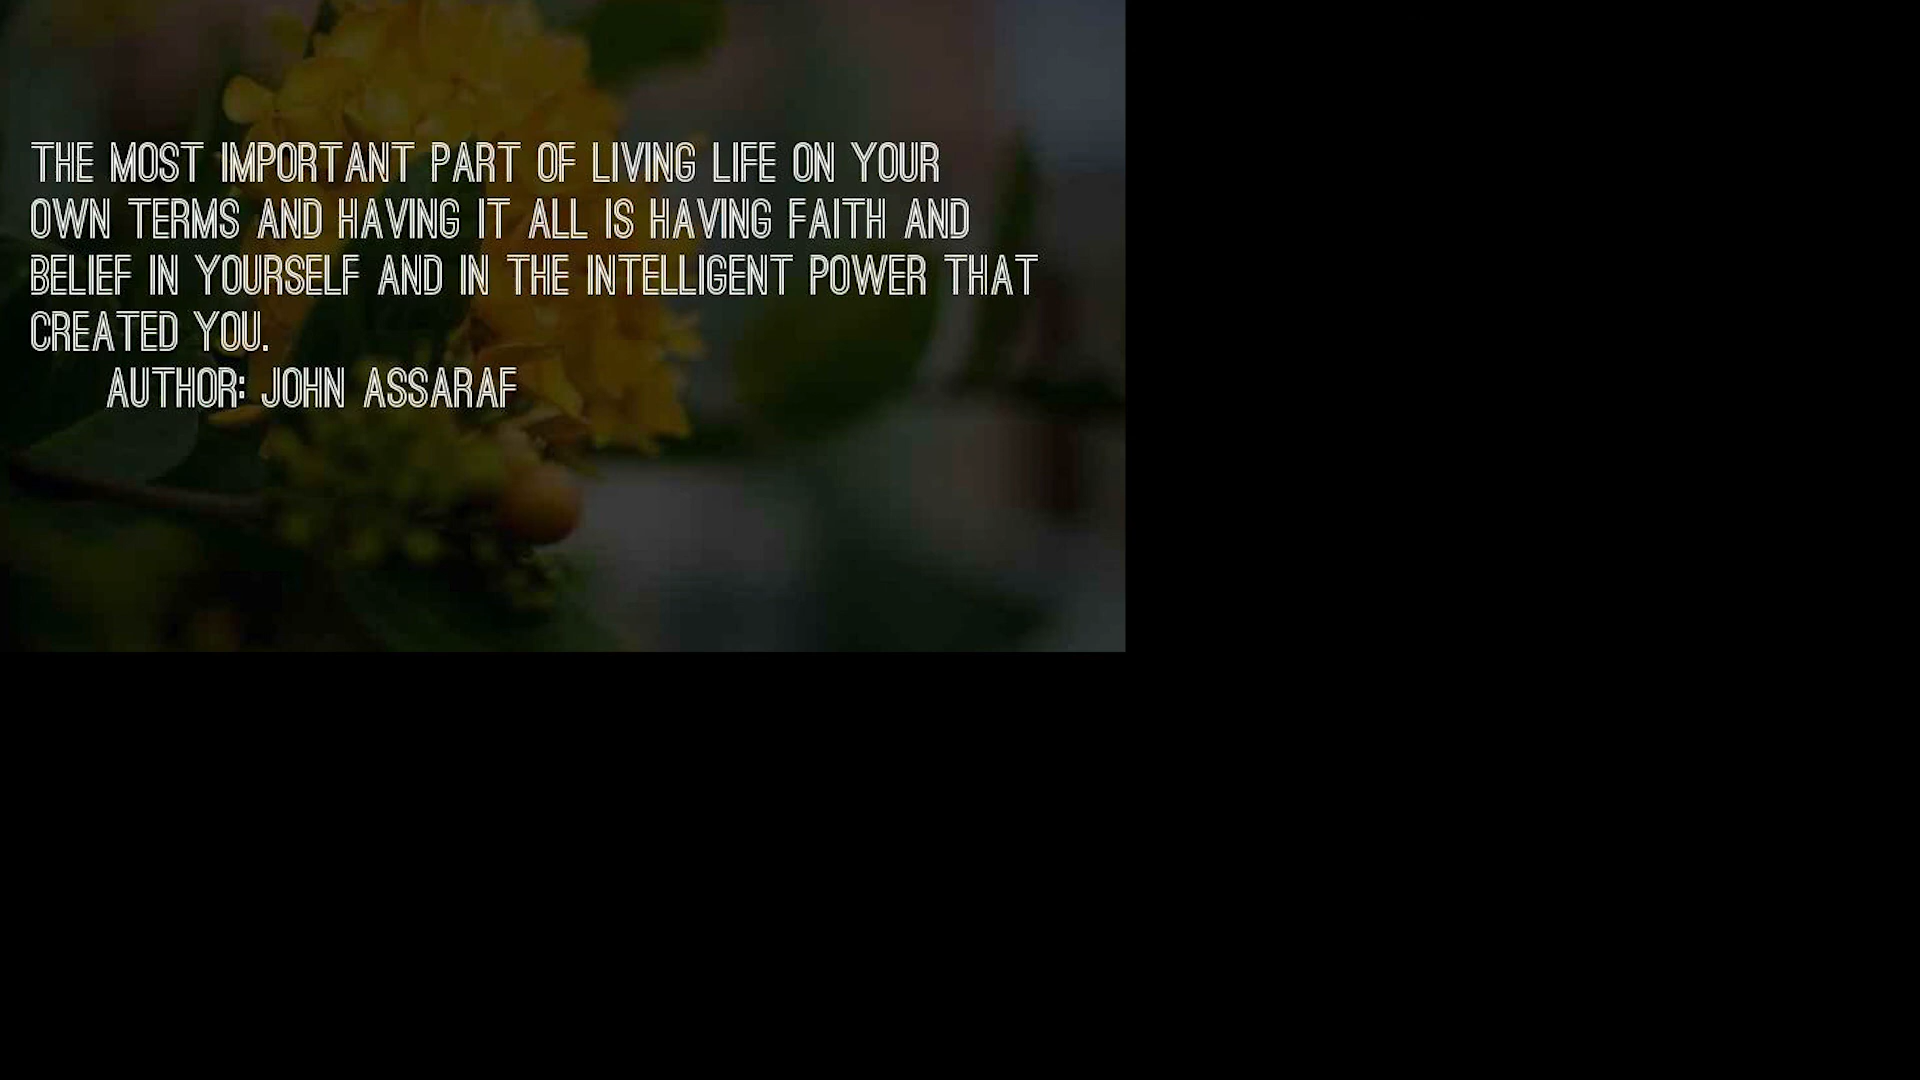 THE MOST IMPORTANT PART OF LIVING LIFE ON YOUR
OWN TERMS AND HAVING IT ALL IS HAVING FAITH AND
BELIEF IN YOURSELF AND IN THE INTELLIGENT POWER THAT
CREATED YOU.
AUTHOR: JOHN ASSARAF